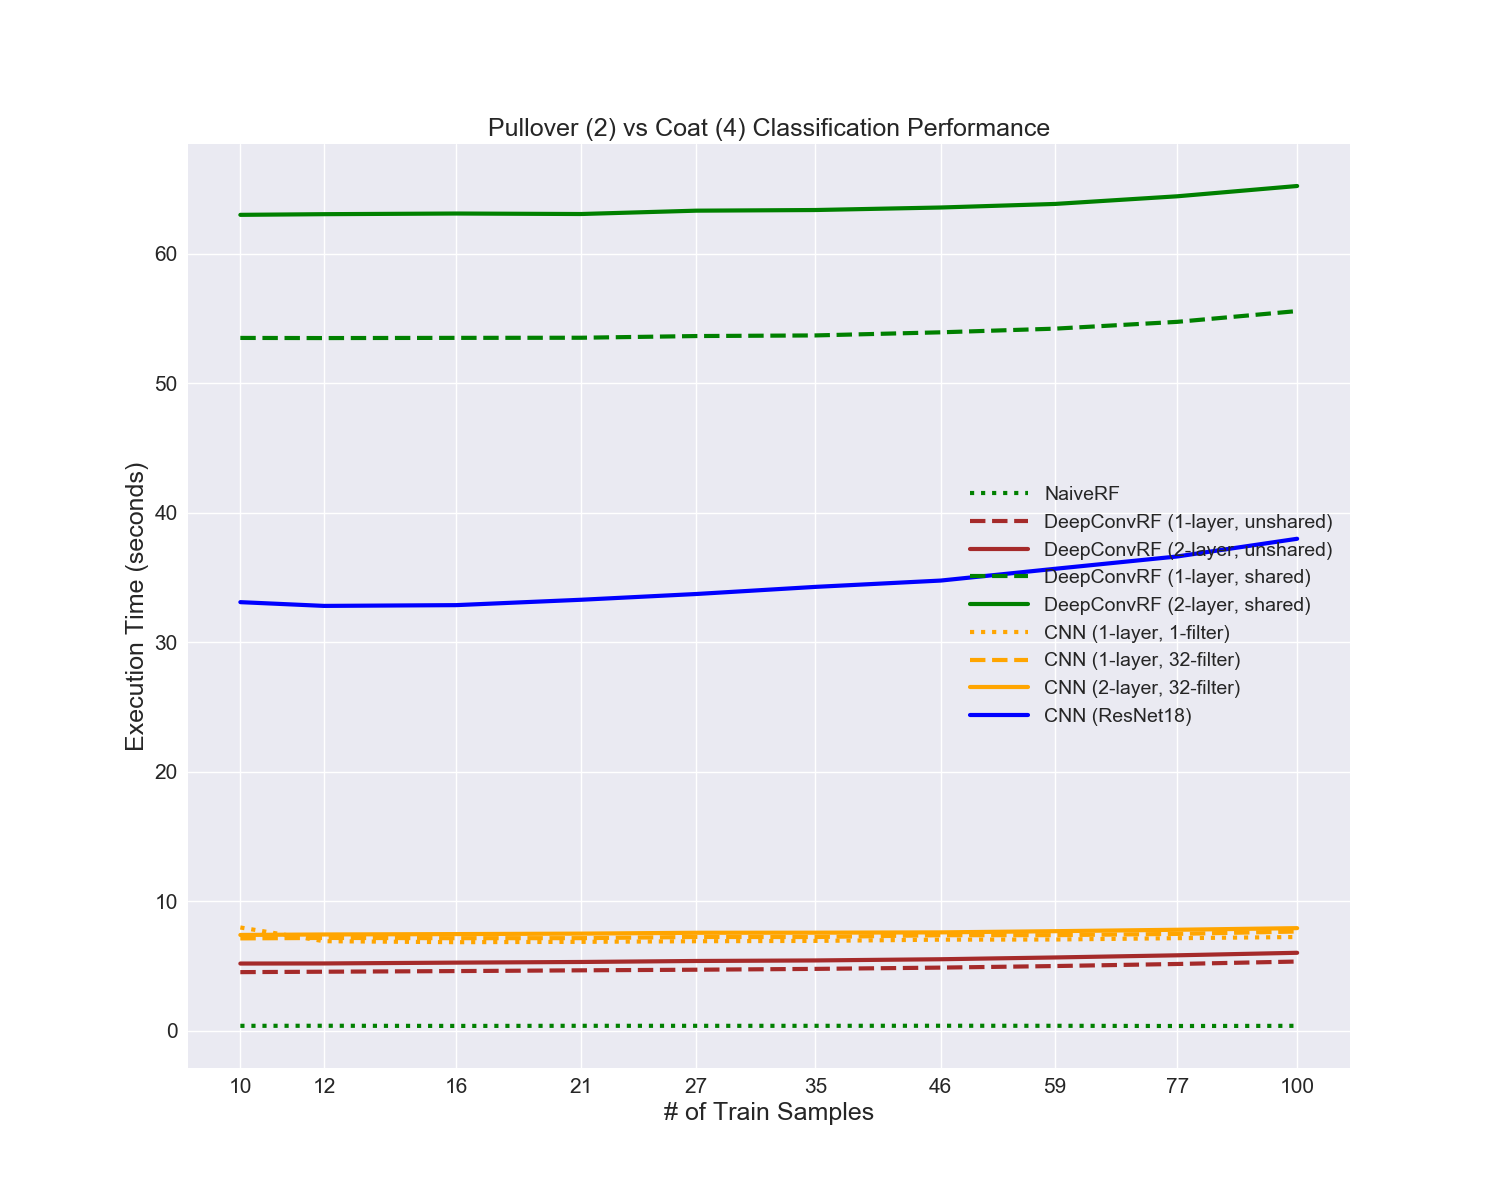 Pullover (2) vs Coat (4) Classification Performance
60
50
40
30
20
10
0
Execution Time (seconds)
NaiveRF
DeepConvRF (1-layer, unshared)
DeepConvRF (2-layer, unshared)
DeepConvRF (1-layer, shared)
DeepConvRF (2-layer, shared)
CNN (1-layer, 1-filter)
CNN (1-layer, 32-filter)
CNN (2-layer, 32-filter)
CNN (ResNet18)
10 12 16 21 27 35 46 59 77 100
# of Train Samples